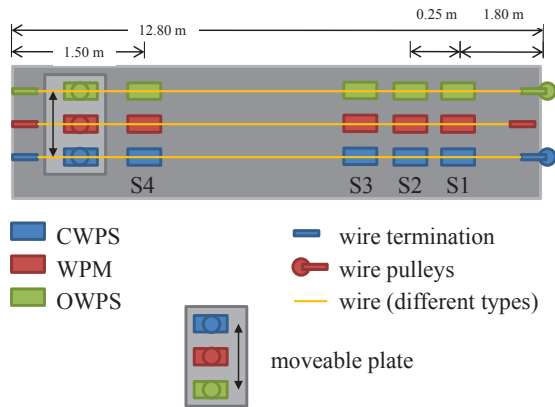 12.80 m
0.25 m
1.80 m
1.50 m
S4
S3
S2
S1
CWPS
WPM
OWPS
wire termination
wire pulleys
wire (different types)
moveable plate